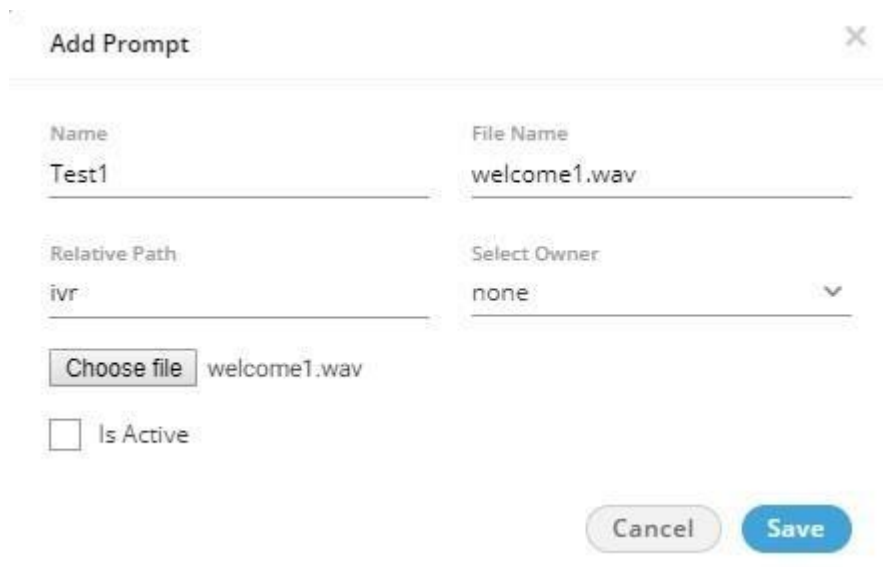 Add Prompt
Name
File Name
Test1
welcome1.wav
Relative Path
Select Owner
ivr
none
Choose file welcome1.wav
Is Active
Cancel
Save